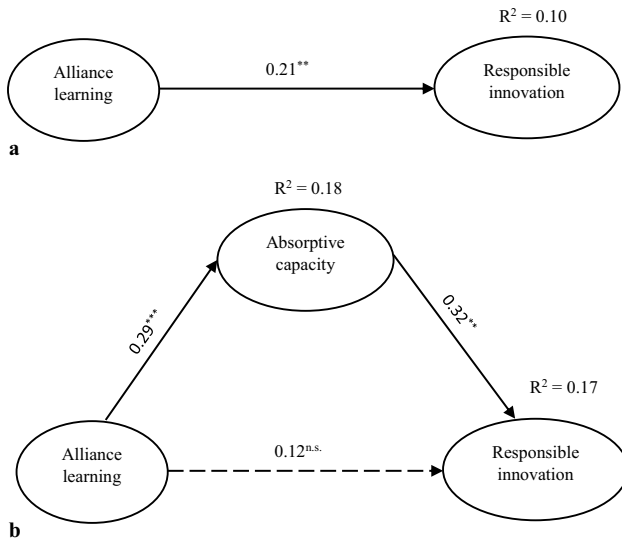 R² = 0.10
Alliance
learning
0.21**
Responsible
innovation
a
R² = 0.18
Absorptive
capacity
0.29***
0.32**
R² = 0.17
Alliance
learning
0.12n.s.
Responsible
innovation
b